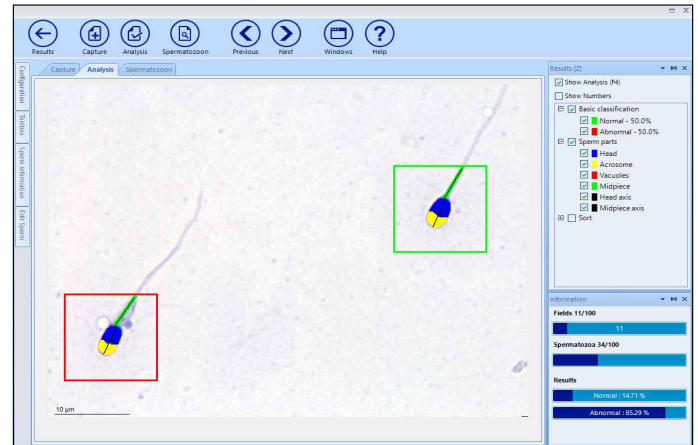 Results Capture Analysis Spermatozoon Previous Next Windows Help
Capture Analysis Spermatozoon
Configuration
Toolbox
Sperm Information
Edit Sperm
10 µm
Results [2]
Show Analysis (F4)
Show Numbers
Basic classification
Normal - 50.0%
Abnormal - 50.0%
Sperm parts
Head
Acrosome
Vacuoles
Midpiece
Head axis
Midpiece axis
Sort
Information
Fields 11/100
11
Spermatozoa 34/100
Results
Normal : 14.71 %
Abnormal : 85.29 %